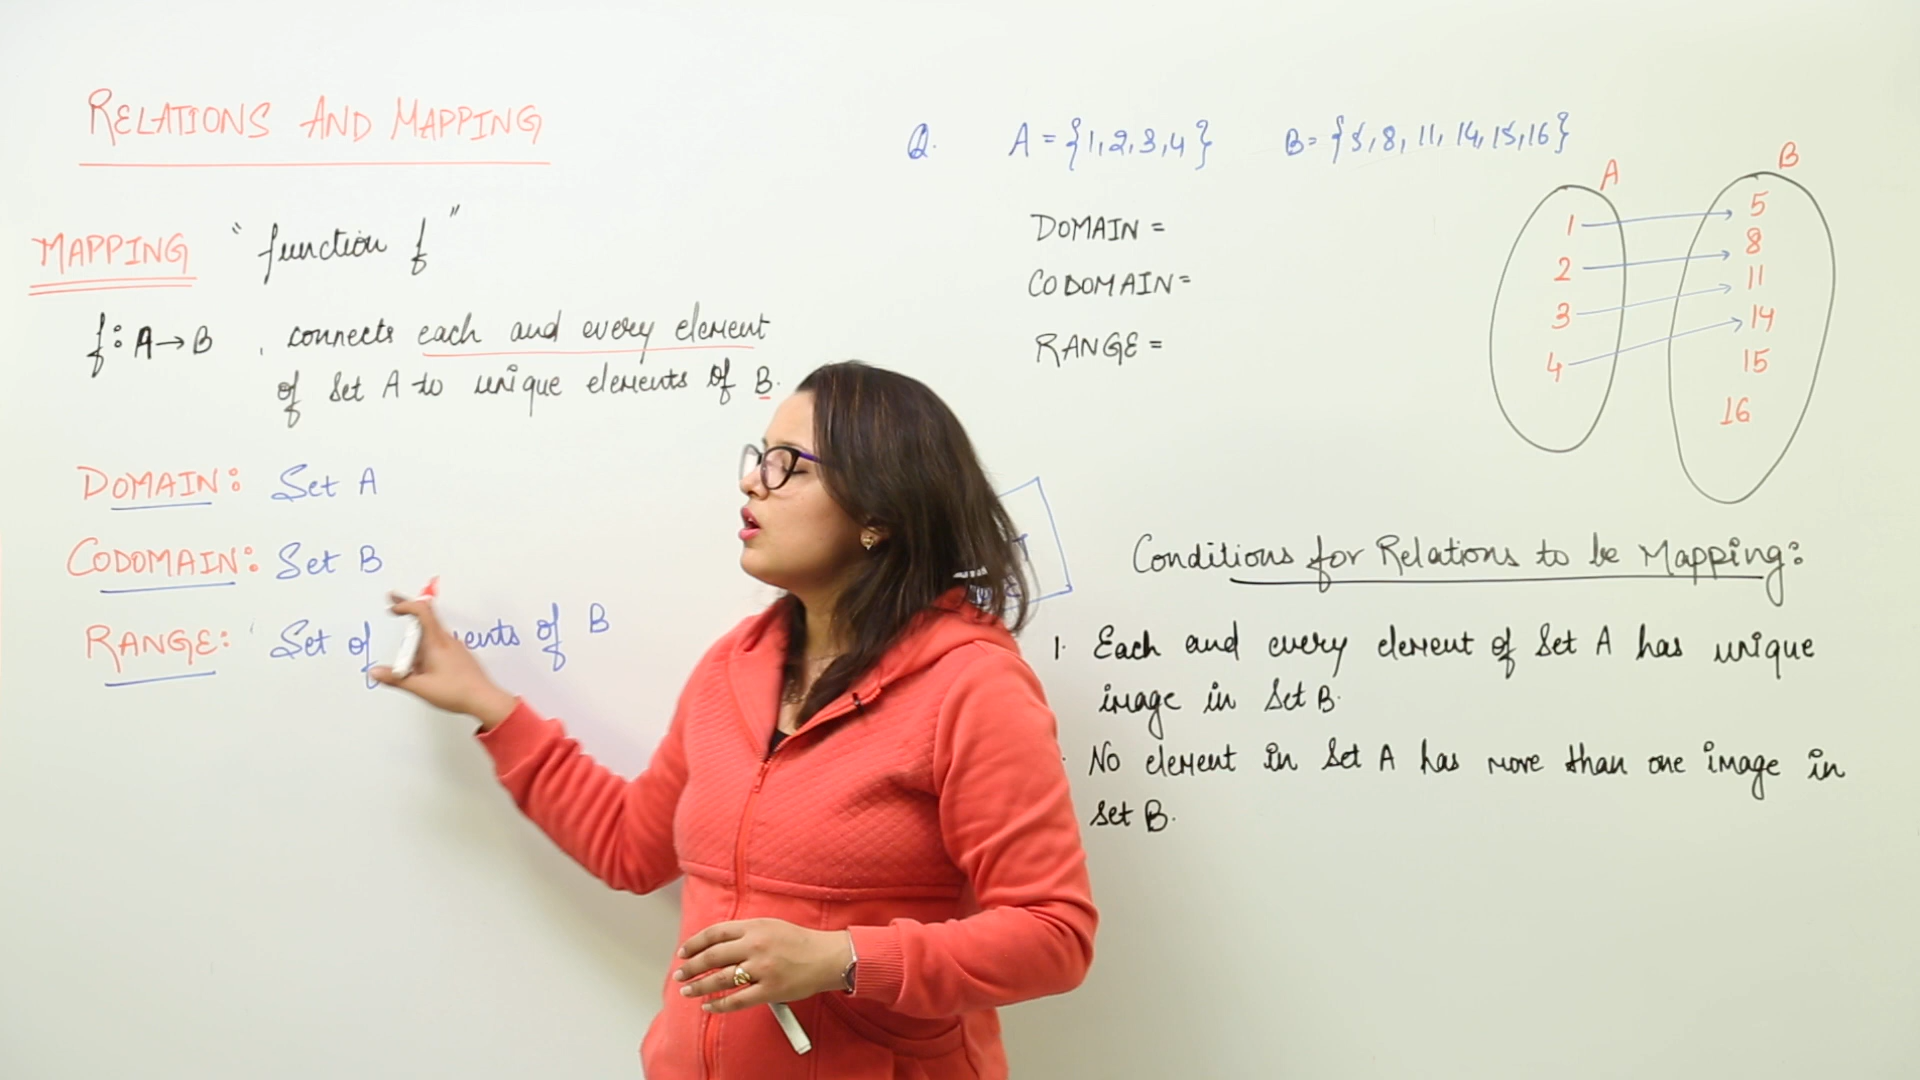 RELATIONS AND MAPPING
MAPPING "function f"
f: A→B , connects each and every element
of Set A to unique elements of B.
DOMAIN: Set A
CODOMAIN: Set B
RANGE: Set of of B
Q. A = {1,2,3,4} B= {5,8,11,14,15,16}
DOMAIN =
CODOMAIN=
RANGE =
A B
1 5
2 8
3 11
4 14
15
16
Conditions for Relations to be Mapping:
1. Each and every element of Set A has unique
image in Set B.
. No element in Set A has more than one image in
Set B.